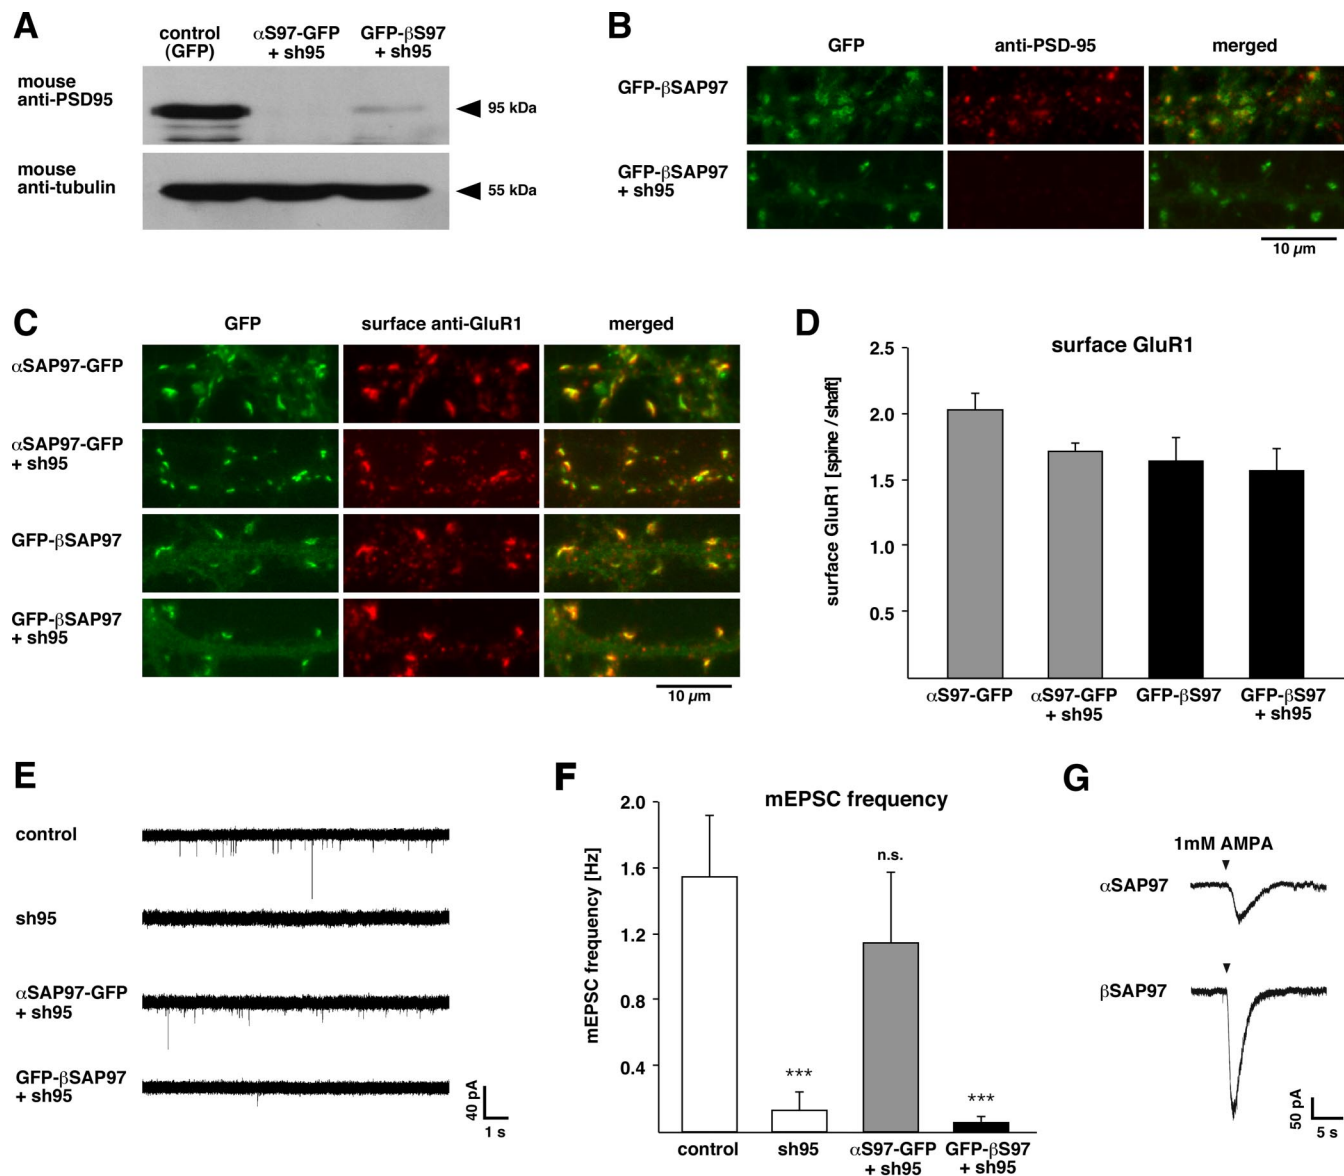 A
control
(GFP)
αS97-GFP
+ sh95
GFP-βS97
+ sh95
mouse
anti-PSD95
95 kDa
mouse
anti-tubulin
55 kDa
B
GFP
anti-PSD-95
merged
GFP-βSAP97
GFP-βSAP97
+ sh95
10 µm
C
GFP
surface anti-GluR1
merged
αSAP97-GFP
αSAP97-GFP
+ sh95
GFP-βSAP97
GFP-βSAP97
+ sh95
10 µm
D
surface GluR1
surface GluR1 [spine / shaft]
2.5
2.0
1.5
1.0
0.5
αS97-GFP
αS97-GFP
+ sh95
GFP-βS97
GFP-βS97
+ sh95
E
control
sh95
αSAP97-GFP
+ sh95
GFP-βSAP97
+ sh95
40 pA
1 s
F
mEPSC frequency
mEPSC frequency [Hz]
2.0
1.6
1.2
0.8
0.4
***
n.s.
***
control
sh95
αS97-GFP
+ sh95
GFP-βS97
+ sh95
G
1mM AMPA
αSAP97
βSAP97
50 pA
5 s